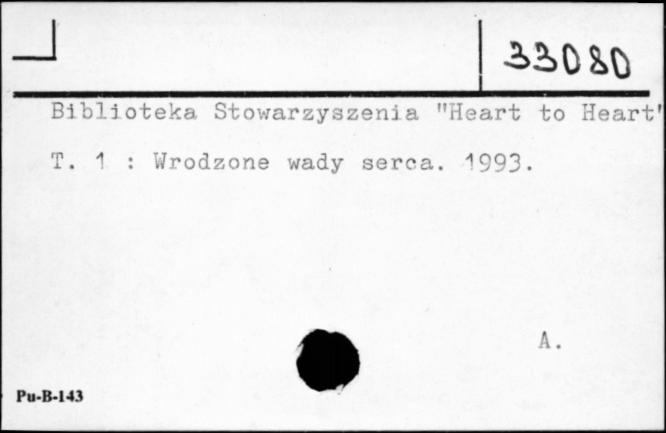 33080
Biblioteka Stowarzyszenia "Heart to Heart"
T. 1 : Wrodzone wady serca. 1993.
A.
Pu-B-143